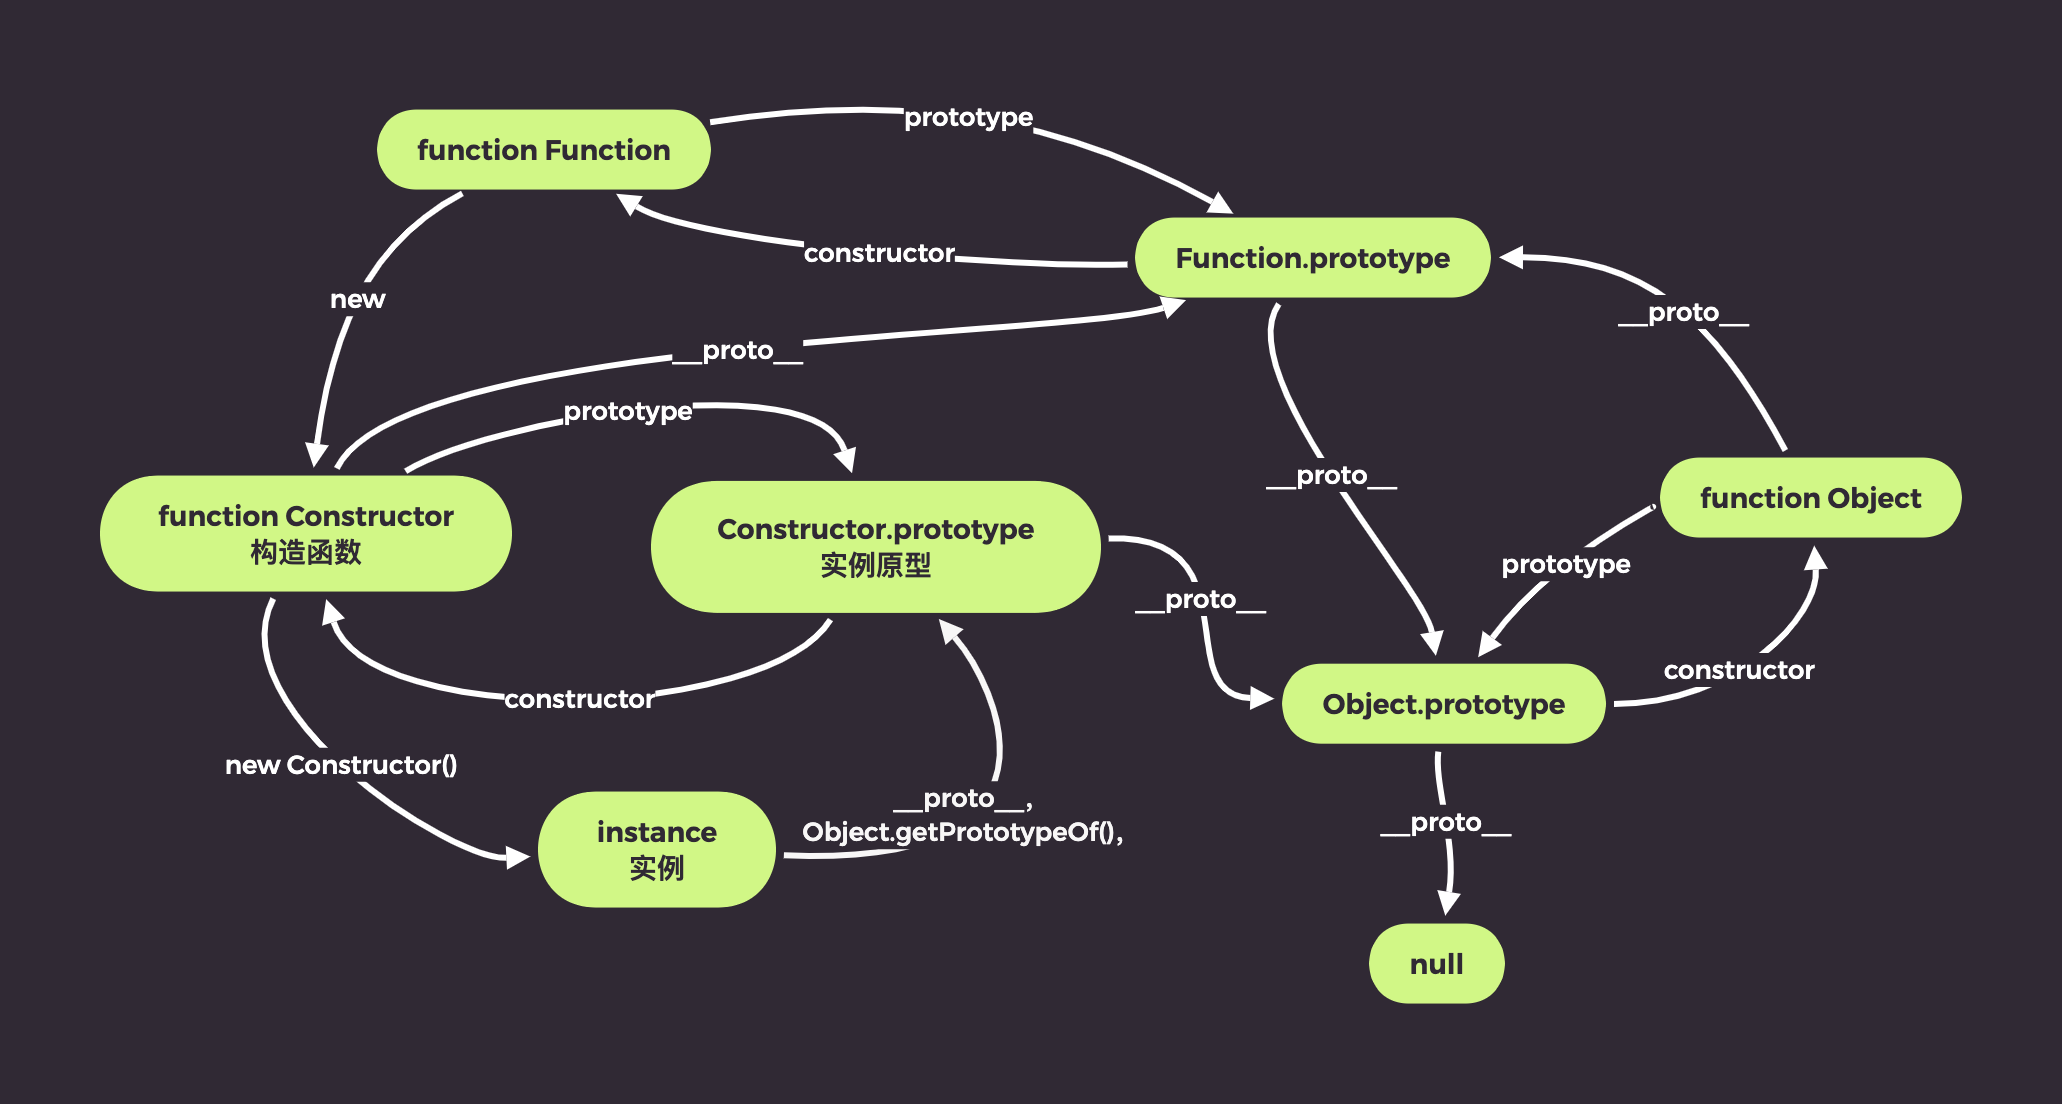 prototype
function Function
constructor
Function.prototype
new
__proto__
__proto__
prototype
__proto__
function Object
function Constructor
构造函数
Constructor.prototype
实例原型
prototype
__proto__
constructor
constructor
Object.prototype
new Constructor()
__proto__,
Object.getPrototypeOf(),
__proto__
instance
实例
null